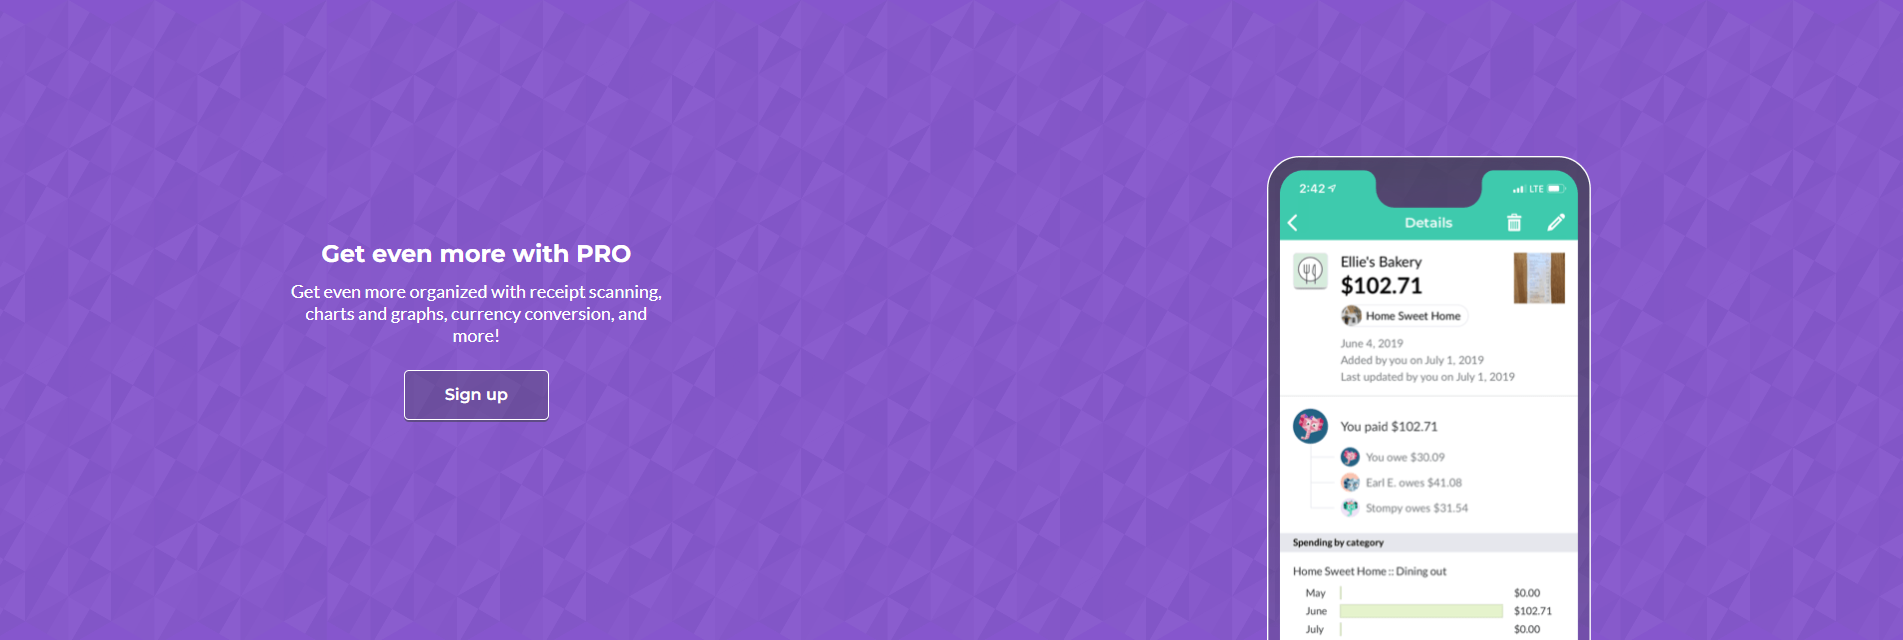 Get even more with PRO
Get even more organized with receipt scanning,
charts and graphs, currency conversion, and
more!
Sign up
2:42 LTE
Details
Ellie's Bakery
$102.71
Home Sweet Home
June 4, 2019
Added by you on July 1, 2019
Last updated by you on July 1, 2019
You paid $102.71
You owe $30.09
Earl E. owes $41.08
Stompy owes $31.54
Spending by category
Home Sweet Home :: Dining out
May $0.00
June $102.71
July $0.00